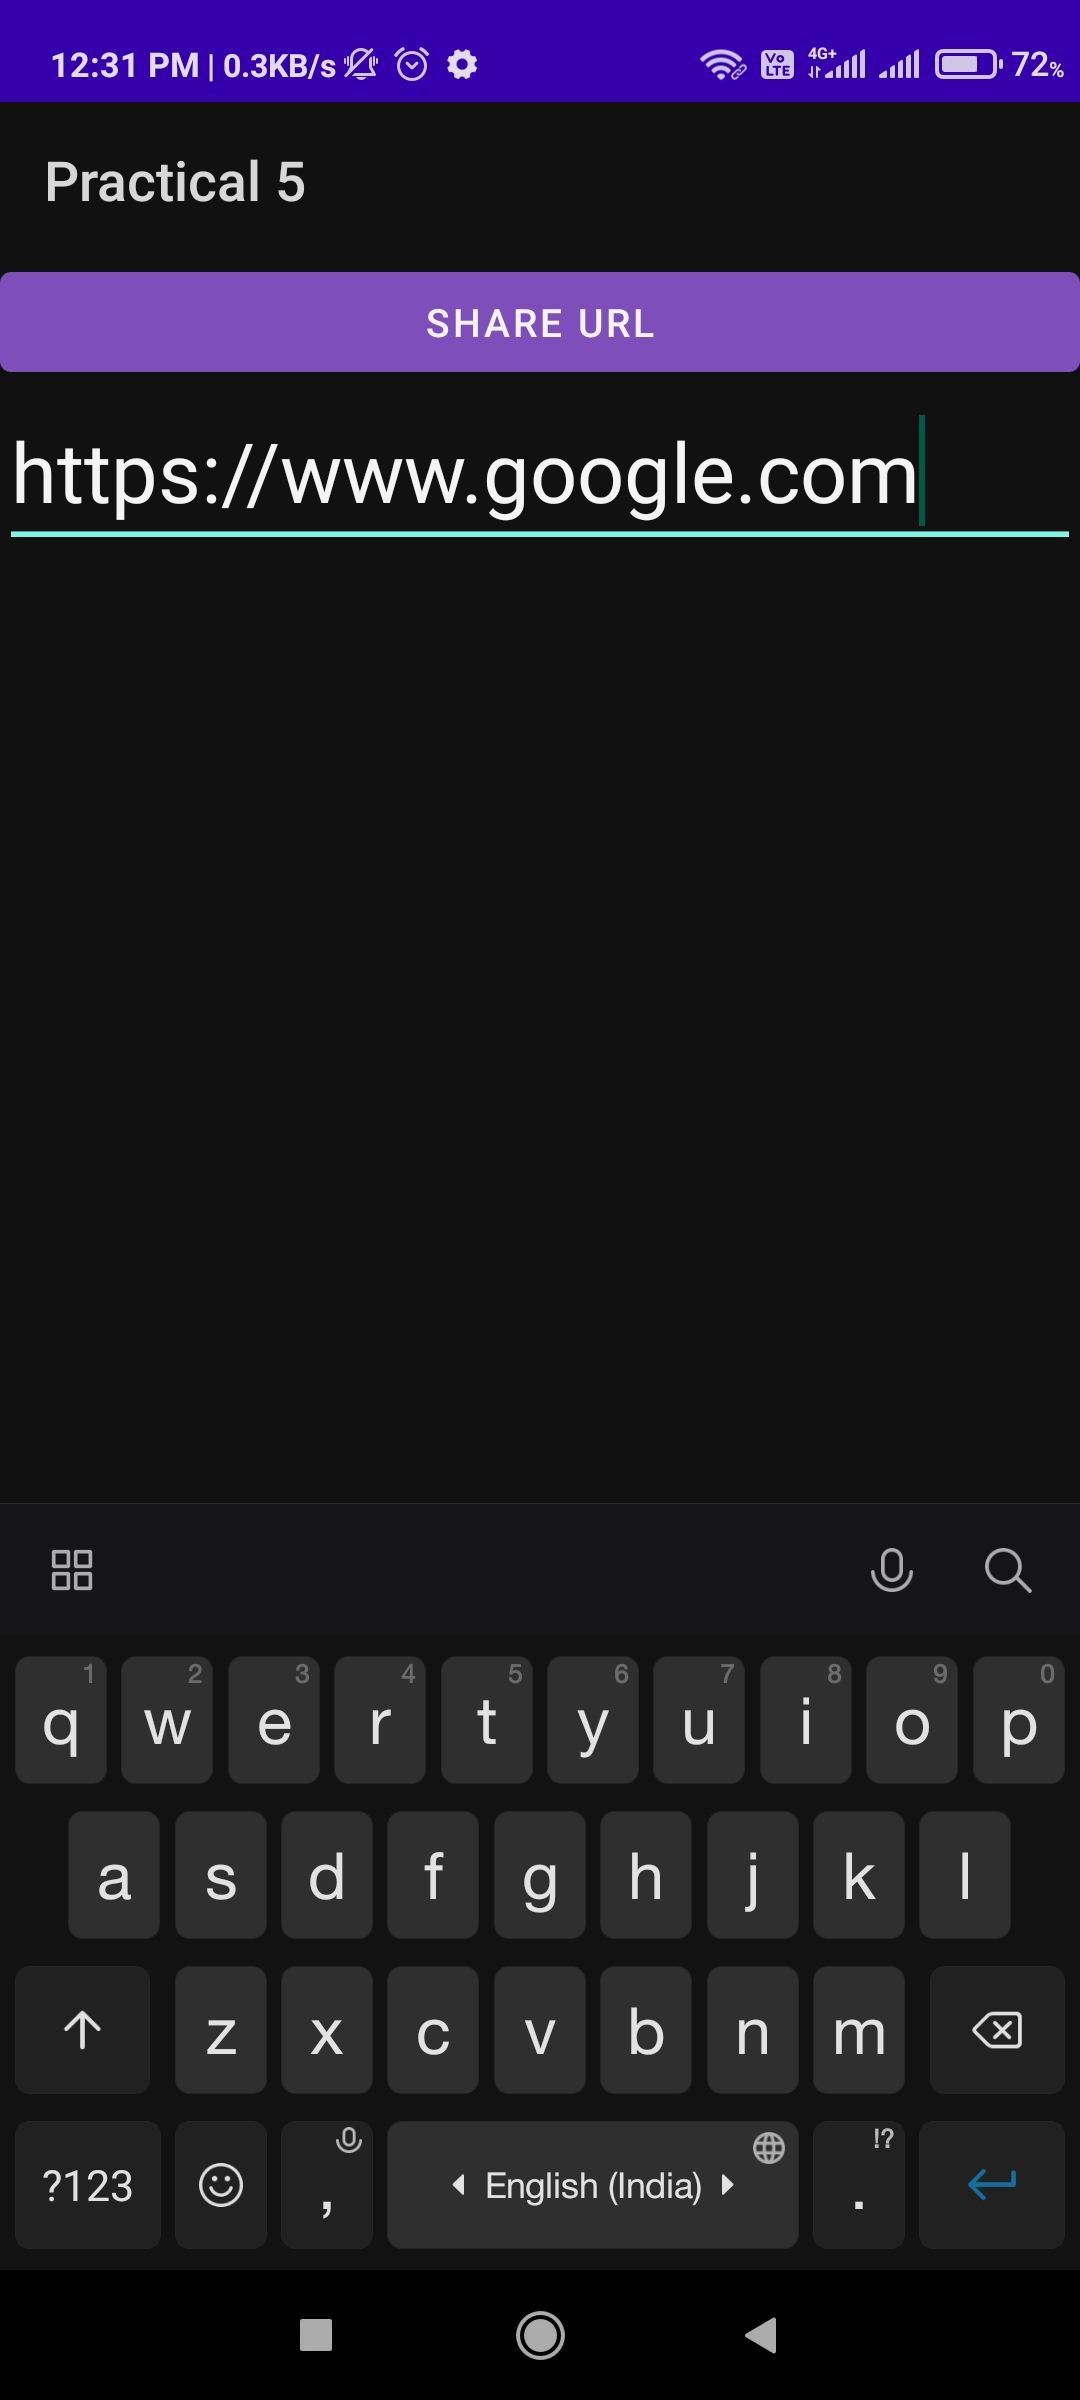 12:31 PM | 0.3KB/s Vo LTE 4G+ 72%
Practical 5
SHARE URL
https://www.google.com
1 2 3 4 5 6 7 8 9 0
q w e r t y u i o p
a s d f g h j k l
z x c v b n m
!?
?123 , English (India) .